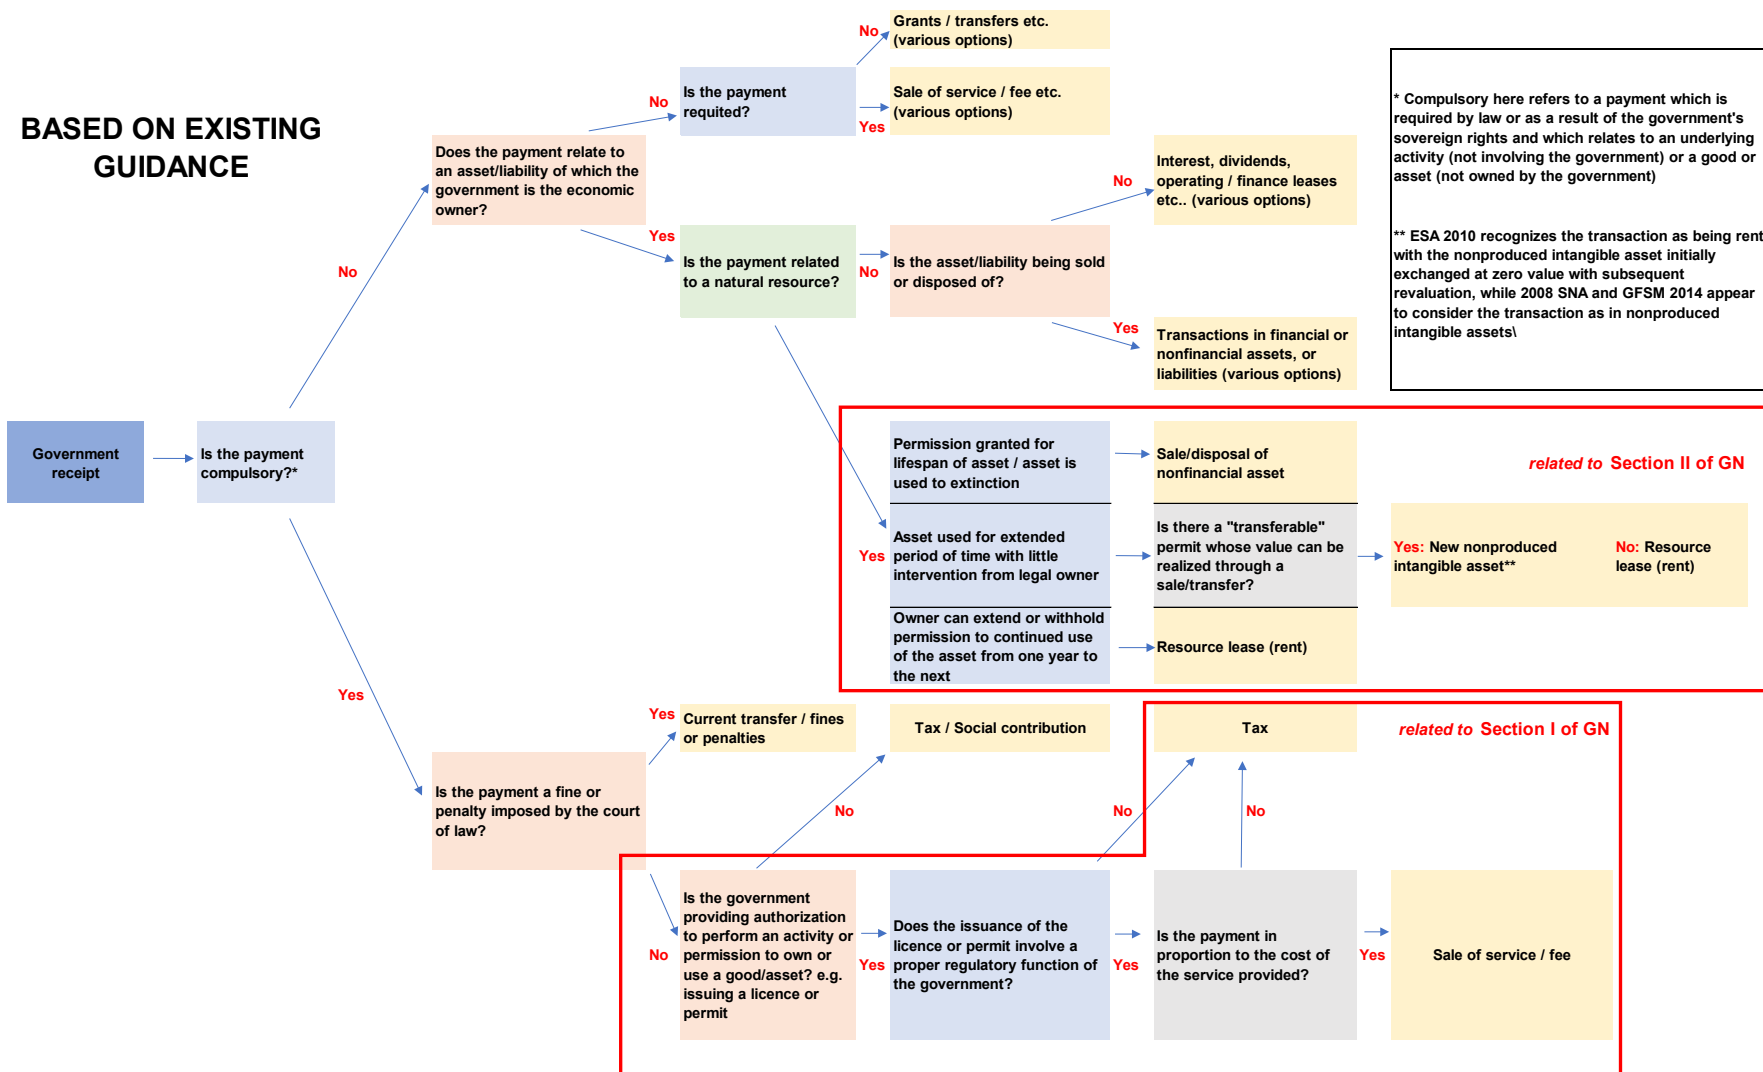 BASED ON EXISTING
GUIDANCE
Government
receipt
Is the payment
compulsory?*
No
Yes
Does the payment relate to
an asset/liability of which the
government is the economic
owner?
No
Yes
Is the payment
requited?
No
Yes
Grants / transfers etc.
(various options)
Sale of service / fee etc.
(various options)
Is the payment related
to a natural resource?
No
Yes
Is the asset/liability being sold
or disposed of?
No
Yes
Interest, dividends,
operating / finance leases
etc.. (various options)
Transactions in financial or
nonfinancial assets, or
liabilities (various options)
* Compulsory here refers to a payment which is
required by law or as a result of the government's
sovereign rights and which relates to an underlying
activity (not involving the government) or a good or
asset (not owned by the government)
** ESA 2010 recognizes the transaction as being rent
with the nonproduced intangible asset initially
exchanged at zero value with subsequent
revaluation, while 2008 SNA and GFSM 2014 appear
to consider the transaction as in nonproduced
intangible assets\
Permission granted for
lifespan of asset / asset is
used to extinction
Sale/disposal of
nonfinancial asset
related to Section II of GN
Asset used for extended
period of time with little
intervention from legal owner
Is there a "transferable"
permit whose value can be
realized through a
sale/transfer?
Yes: New nonproduced
intangible asset**
No: Resource
lease (rent)
Owner can extend or withhold
permission to continued use
of the asset from one year to
the next
Resource lease (rent)
Is the payment a fine or
penalty imposed by the court
of law?
Yes
No
Current transfer / fines
or penalties
Tax / Social contribution
Tax
related to Section I of GN
No
No
No
Is the government
providing authorization
to perform an activity or
permission to own or
use a good/asset? e.g.
issuing a licence or
permit
Yes
Does the issuance of the
licence or permit involve a
proper regulatory function of
the government?
Yes
Is the payment in
proportion to the cost of
the service provided?
Yes
Sale of service / fee